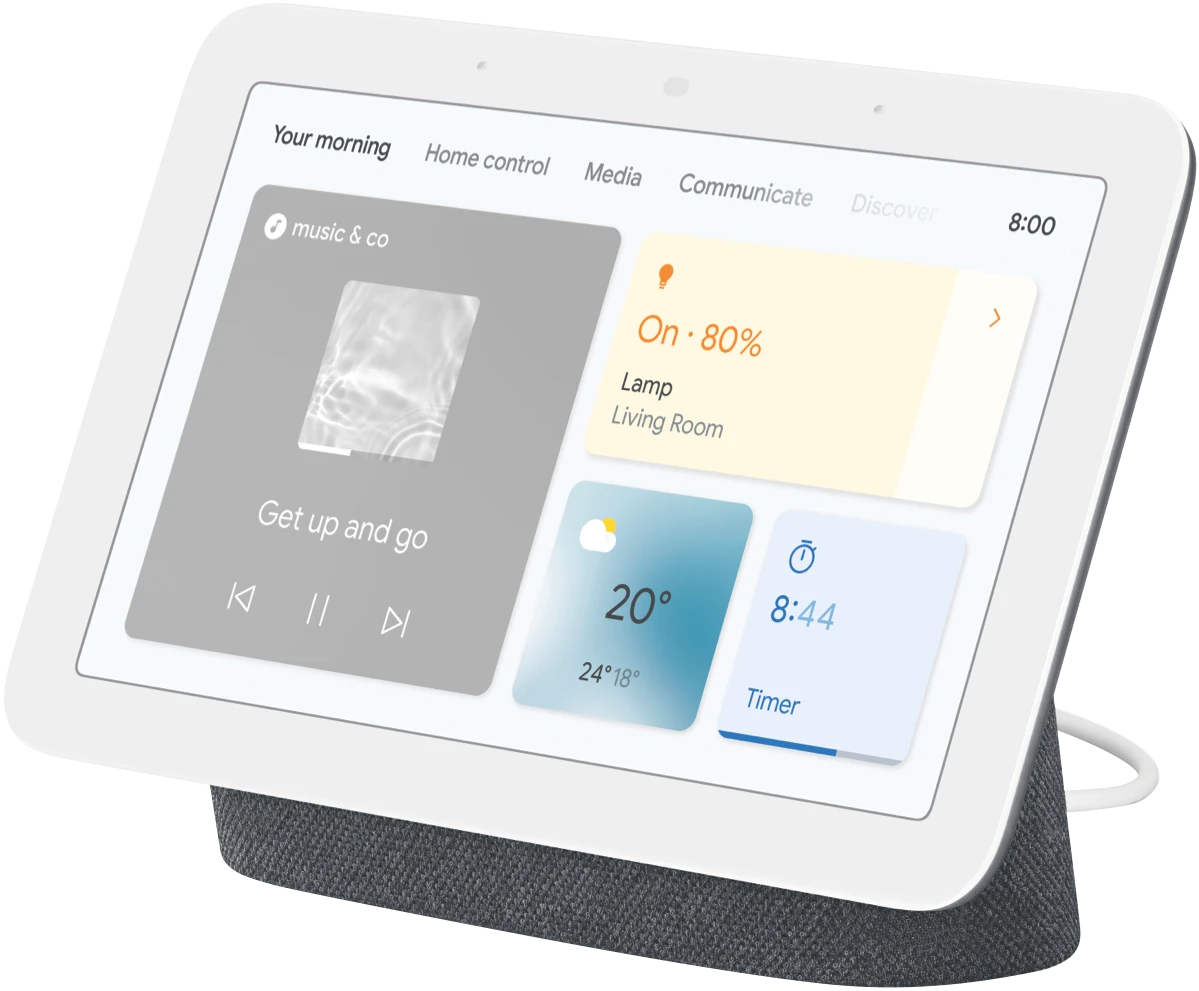 Your morning
Home control
Media
Communicate
Discover
8:00
music & co
Get up and go
On · 80%
Lamp
Living Room
20°
24° 18°
8:44
Timer